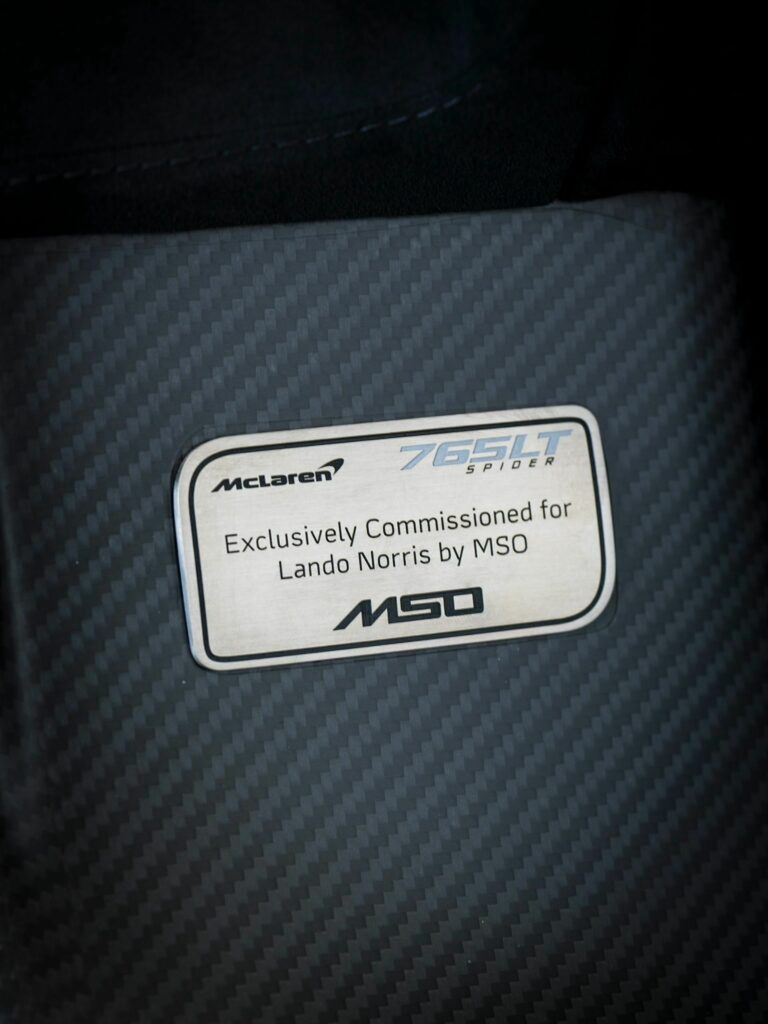 McLaren 765LT
SPIDER
Exclusively Commissioned for
Lando Norris by MSO
MSO